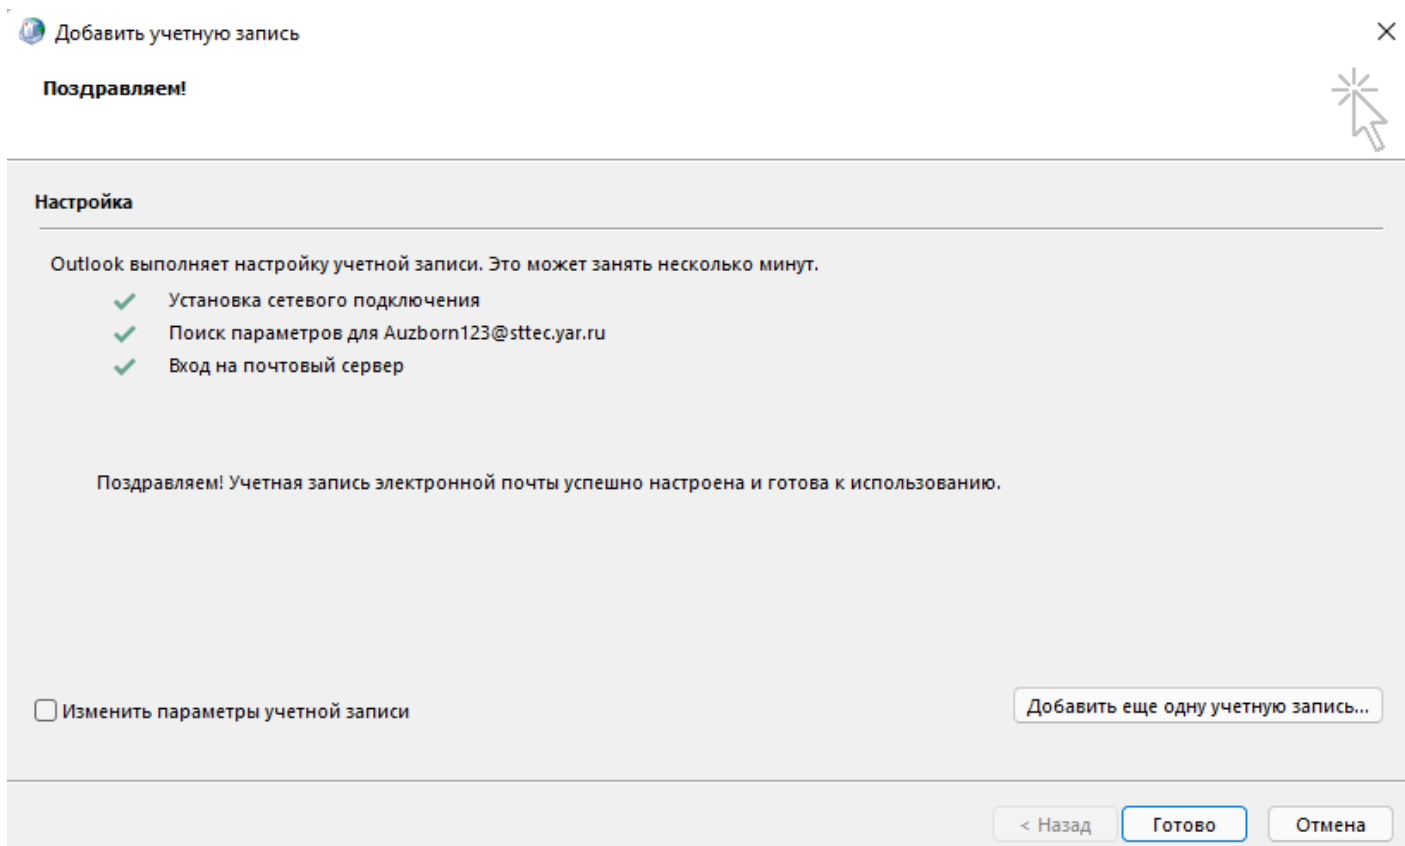 Добавить учетную запись
Поздравляем!
Настройка
Outlook выполняет настройку учетной записи. Это может занять несколько минут.
Установка сетевого подключения
Поиск параметров для Auzborn123@sttec.yar.ru
Вход на почтовый сервер
Поздравляем! Учетная запись электронной почты успешно настроена и готова к использованию.
Изменить параметры учетной записи
Добавить еще одну учетную запись...
< Назад
Готово
Отмена